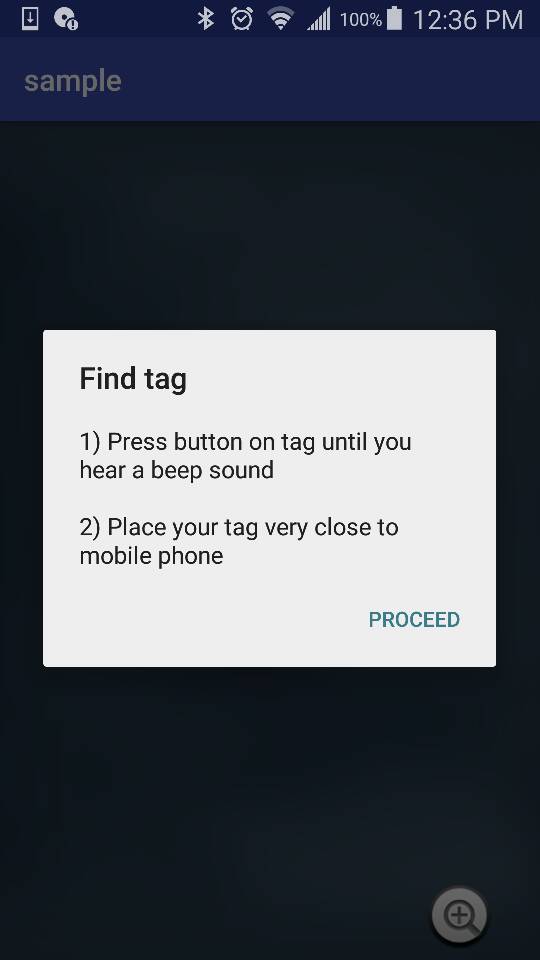 100% 12:36 PM
sample
Find tag
1) Press button on tag until you
hear a beep sound
2) Place your tag very close to
mobile phone
PROCEED